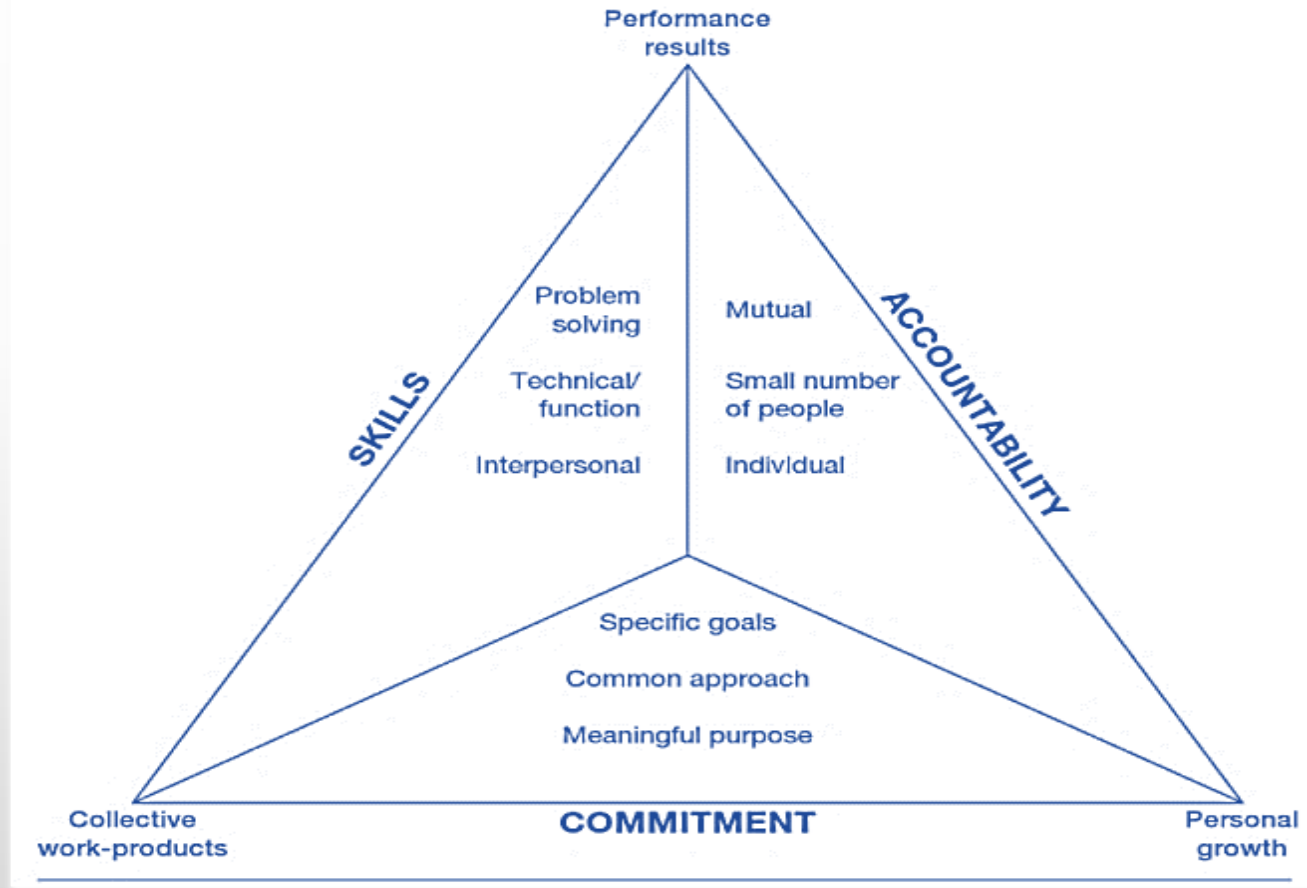 Performance
results
Problem
solving
Technical/
function
Interpersonal
SKILLS
Mutual
Small number
of people
Individual
ACCOUNTABILITY
Specific goals
Common approach
Meaningful purpose
Collective
work-products
COMMITMENT
Personal
growth